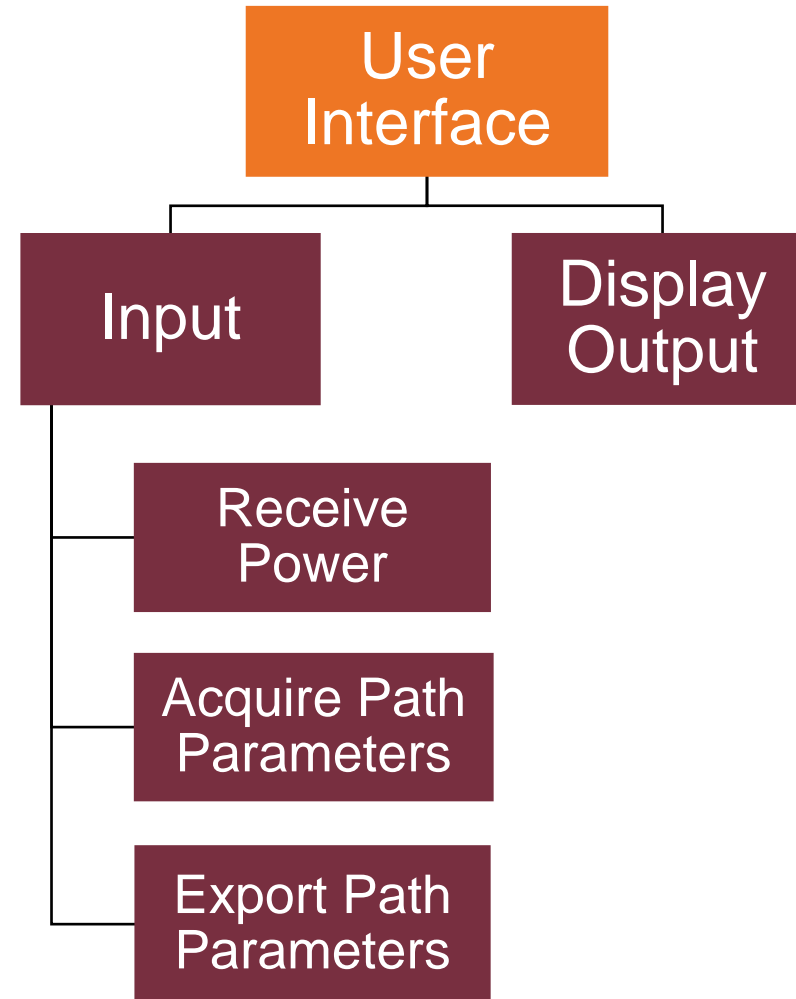 User
Interface
Input
Display
Output
Receive
Power
Acquire Path
Parameters
Export Path
Parameters